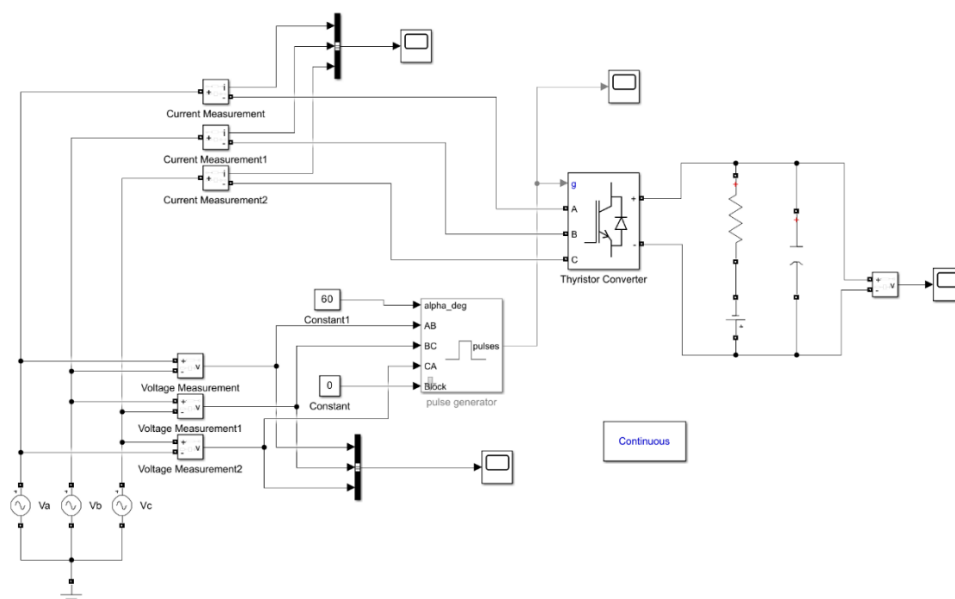 i
+
-
Current Measurement
i
+
-
Current Measurement1
i
+
-
Current Measurement2
g
A
B
C
+
-
Thyristor Converter
+
+
+
+
-
v
60
Constant1
alpha_deg
AB
BC
CA
Block
pulses
pulse generator
0
Constant
+
-
v
Voltage Measurement
+
-
v
Voltage Measurement1
+
-
v
Voltage Measurement2
Continuous
+
Va
+
Vb
+
Vc